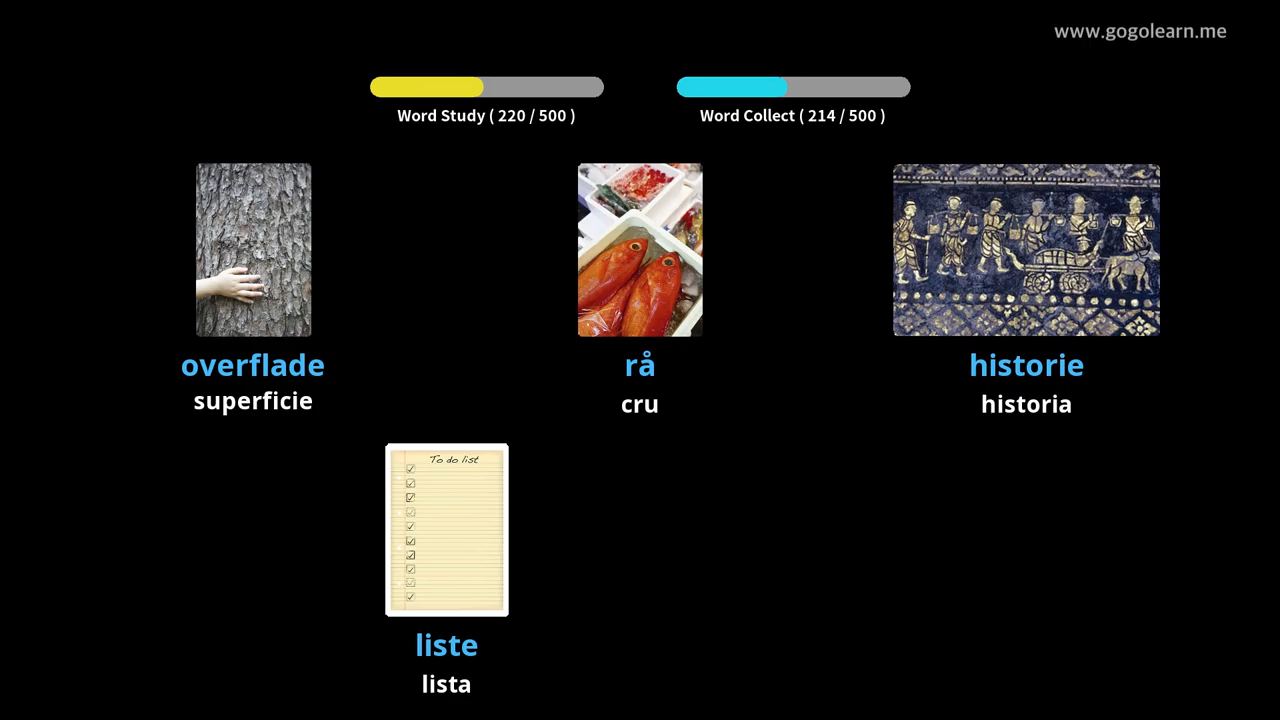 www.gogolearn.me
Word Study ( 220 / 500 )
Word Collect ( 214 / 500 )
overflade
superficie
rå
cru
historie
historia
To do list
liste
lista